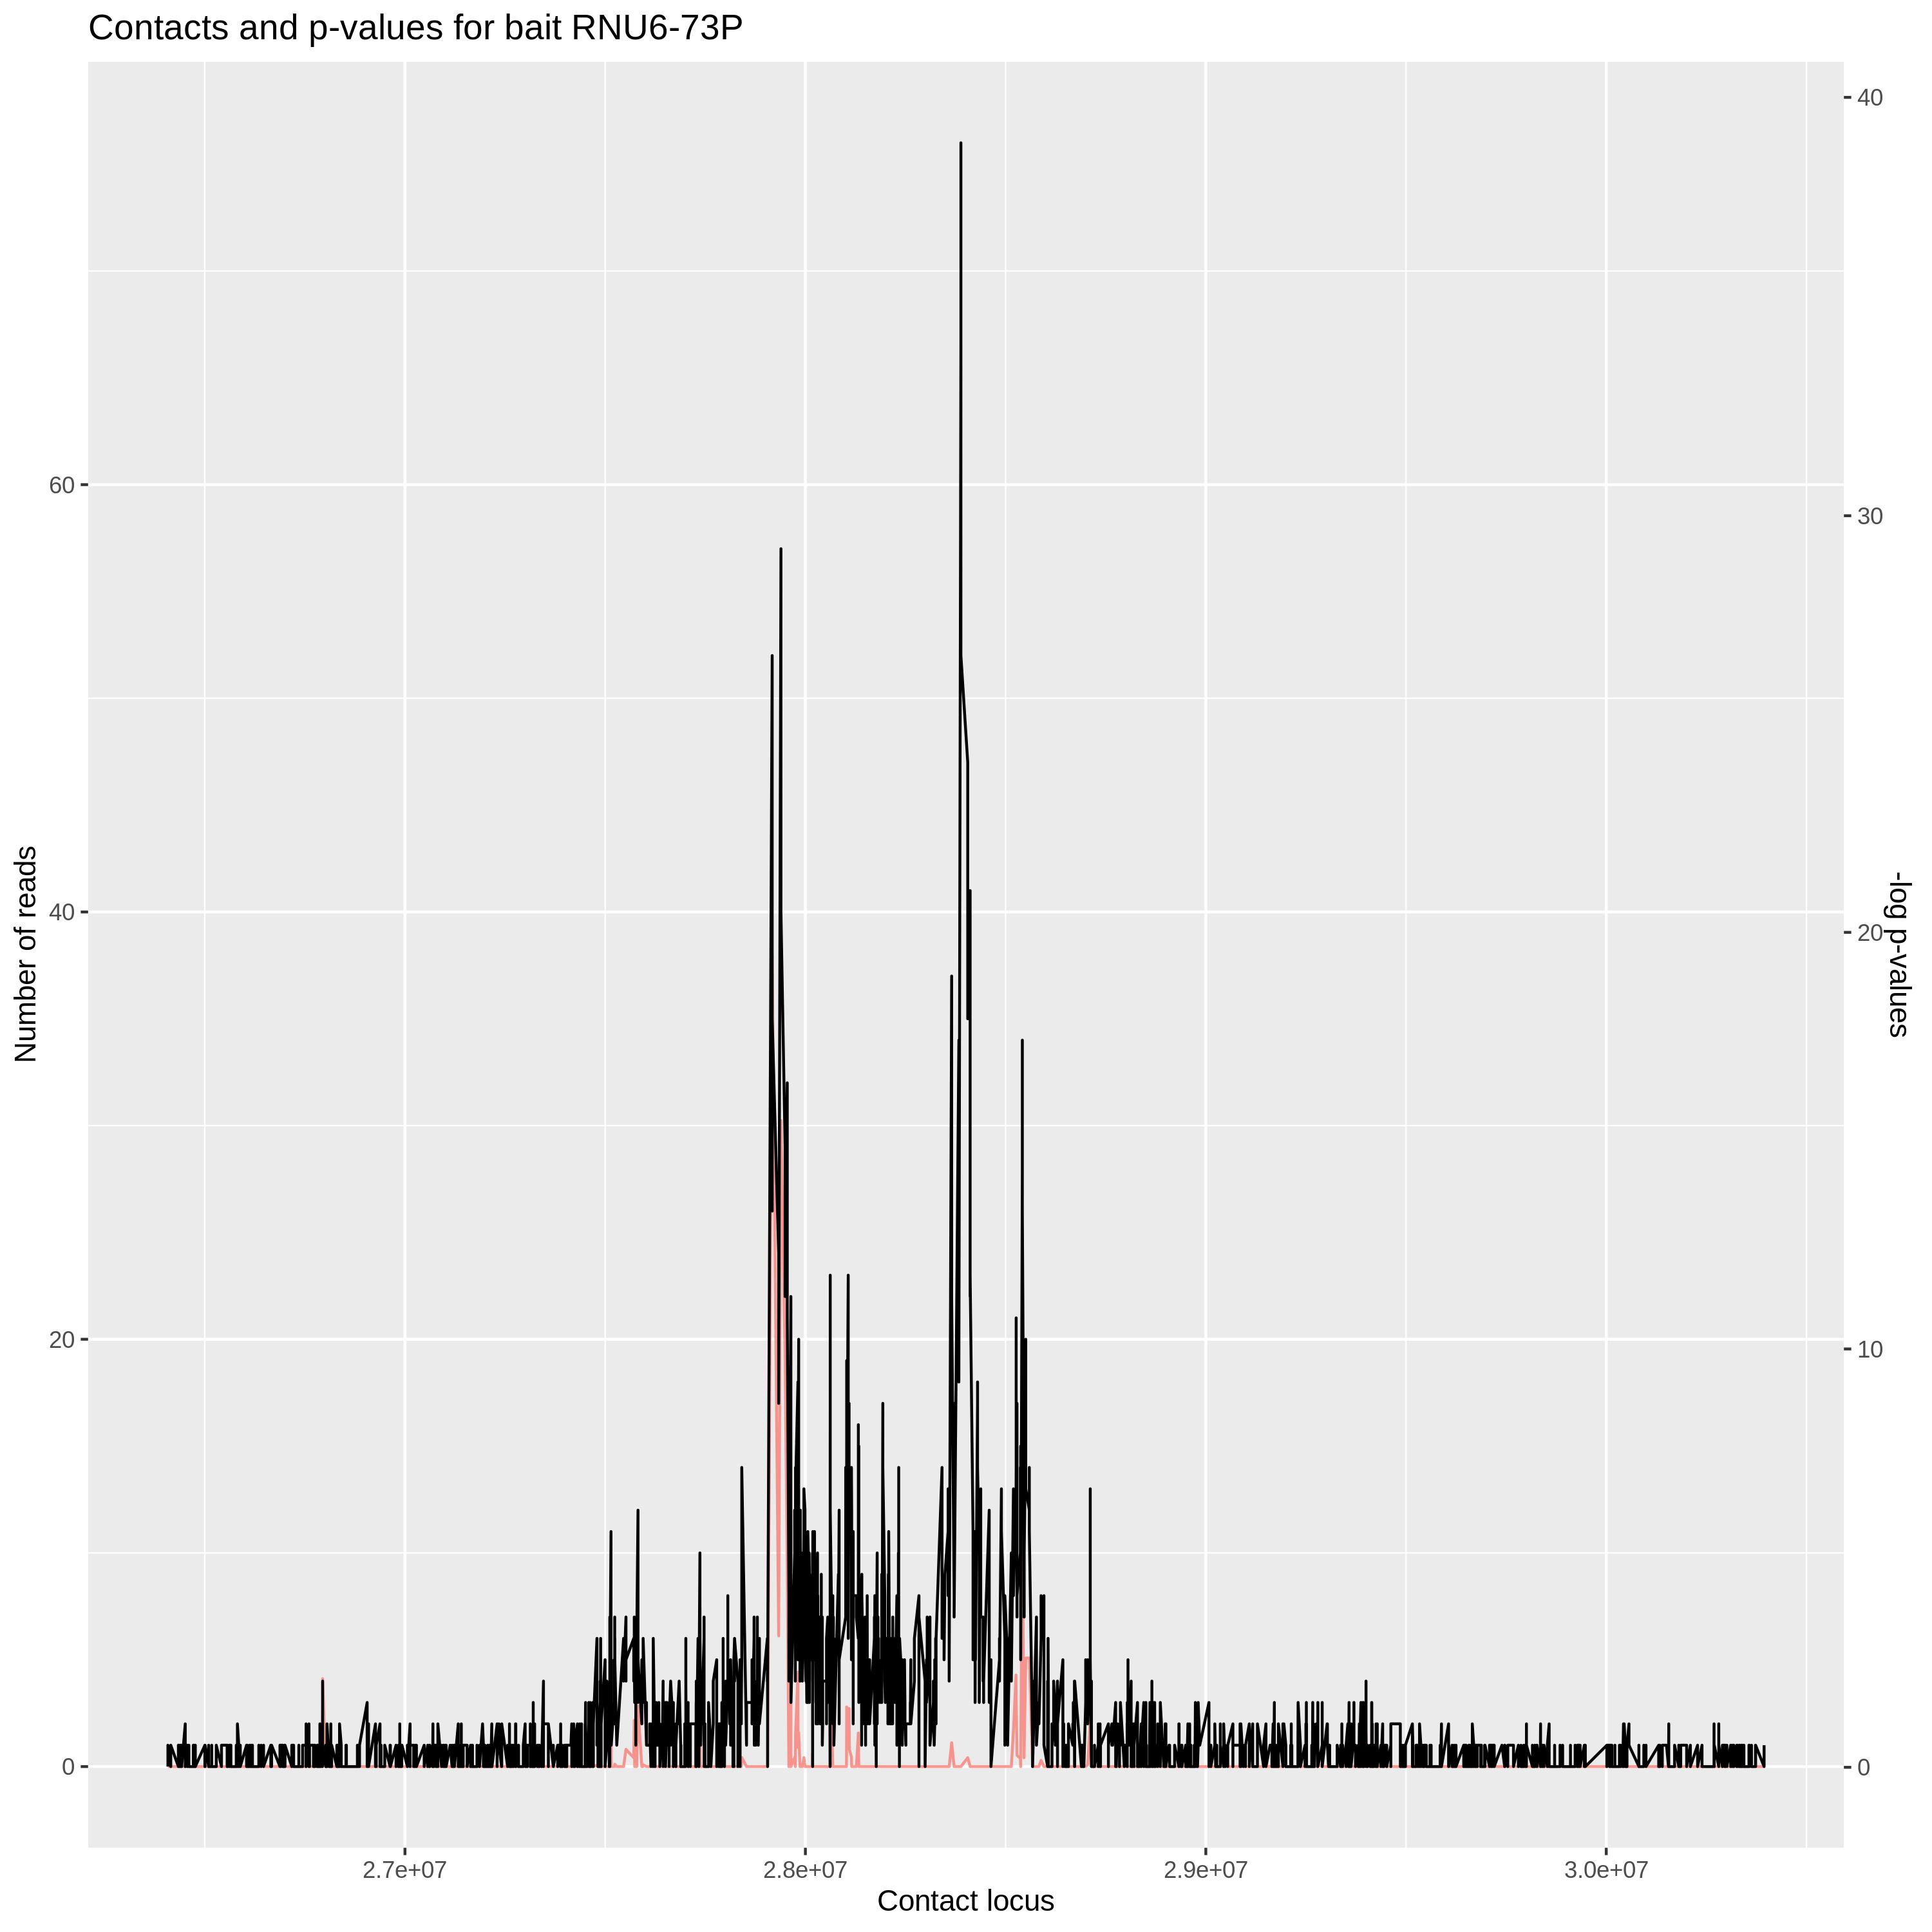 Contacts and p-values for bait RNU6-73P
Number of reads
60
40
20
0
40
30
20
10
0
-log p-values
2.7e+07 2.8e+07 2.9e+07 3.0e+07
Contact locus